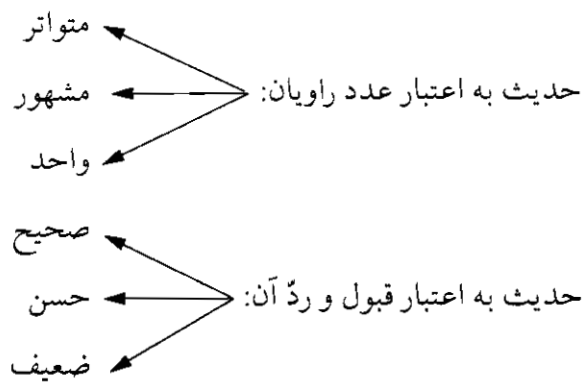 متواتر
حدیث به اعتبار عدد راویان:
مشهور
واحد
صحیح
حدیث به اعتبار قبول و ردّ آن:
حسن
ضعیف